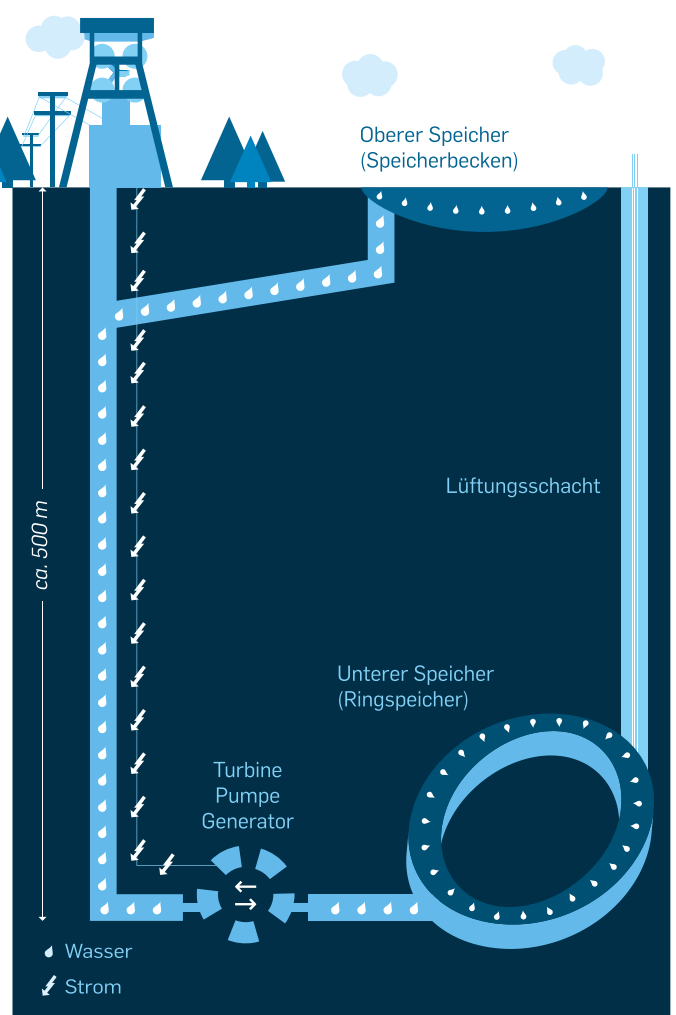 Oberer Speicher
(Speicherbecken)
Lüftungsschacht
ca. 500 m
Unterer Speicher
(Ringspeicher)
Turbine
Pumpe
Generator
Wasser
Strom